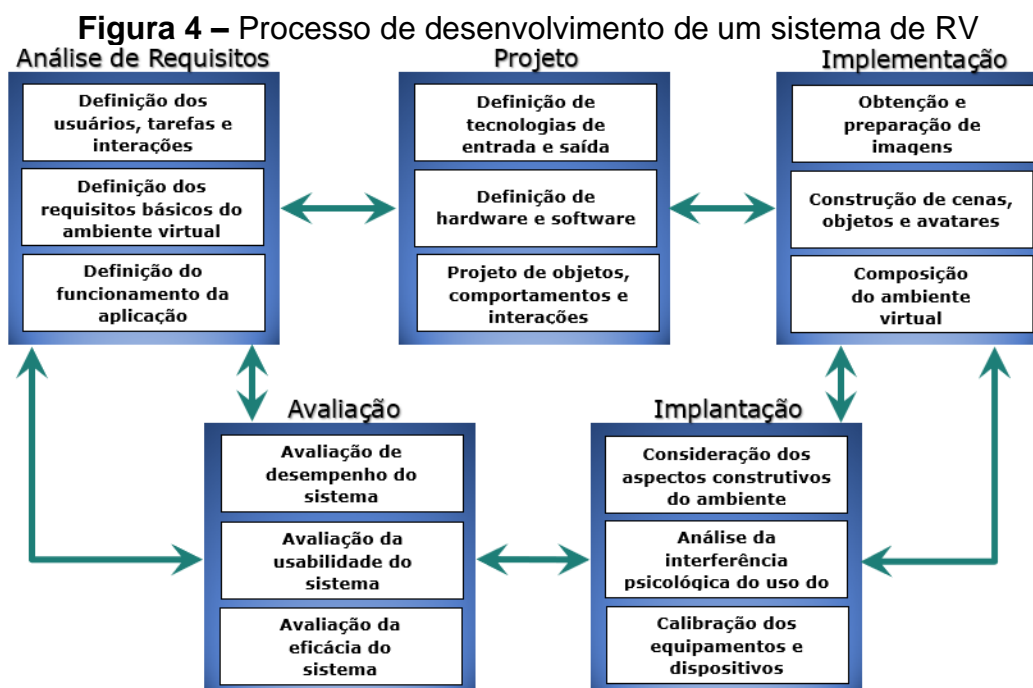 Figura 4 – Processo de desenvolvimento de um sistema de RV
Análise de Requisitos
Definição dos
usuários, tarefas e
interações
Definição dos
requisitos básicos do
ambiente virtual
Definição do
funcionamento da
aplicação
Projeto
Definição de
tecnologias de
entrada e saída
Definição de
hardware e software
Projeto de objetos,
comportamentos e
interações
Implementação
Obtenção e
preparação de
imagens
Construção de cenas,
objetos e avatares
Composição
do ambiente
virtual
Avaliação
Avaliação de
desempenho do
sistema
Avaliação da
usabilidade do
sistema
Avaliação da
eficácia do
sistema
Implantação
Consideração dos
aspectos construtivos
do ambiente
Análise da
interferência
psicológica do uso do
Calibração dos
equipamentos e
dispositivos